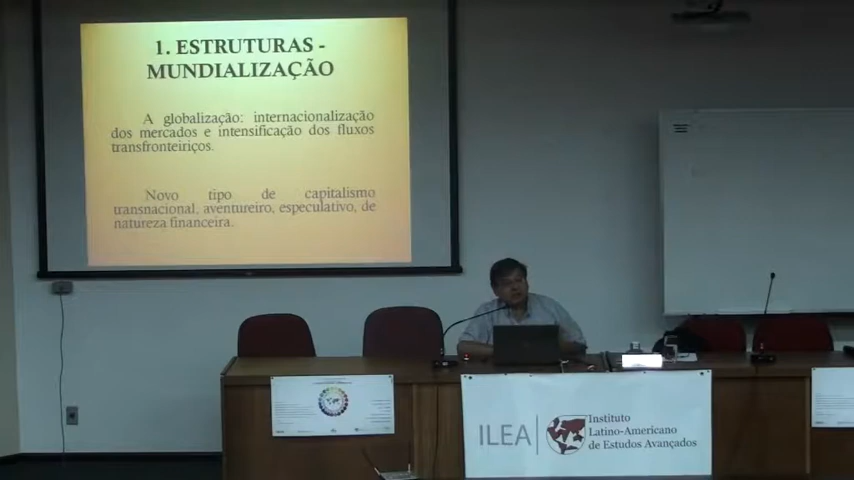 1. ESTRUTURAS -
MUNDIALIZAÇÃO
A globalização: internacionalização
dos mercados e intensificação dos fluxos
transfronteiriços.
Novo tipo de capitalismo
transnacional, aventureiro, especulativo, de
natureza financeira.
ILEA
Instituto
Latino-Americano
de Estudos Avançados